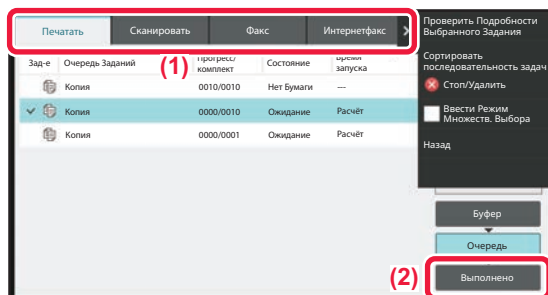 Печатать Сканировать Факс Интернетфакс
Зад-е Очередь Заданий (1) Прогресс/комплект Состояние Время запуска
Копия 0010/0010 Нет Бумаги ---
Копия 0000/0010 Ожидание Расчёт
Копия 0000/0001 Ожидание Расчёт
Проверить Подробности
Выбранного Задания
Сортировать
последовательность задач
Стоп/Удалить
Ввести Режим
Множеств. Выбора
Назад
Буфер
Очередь
(2) Выполнено